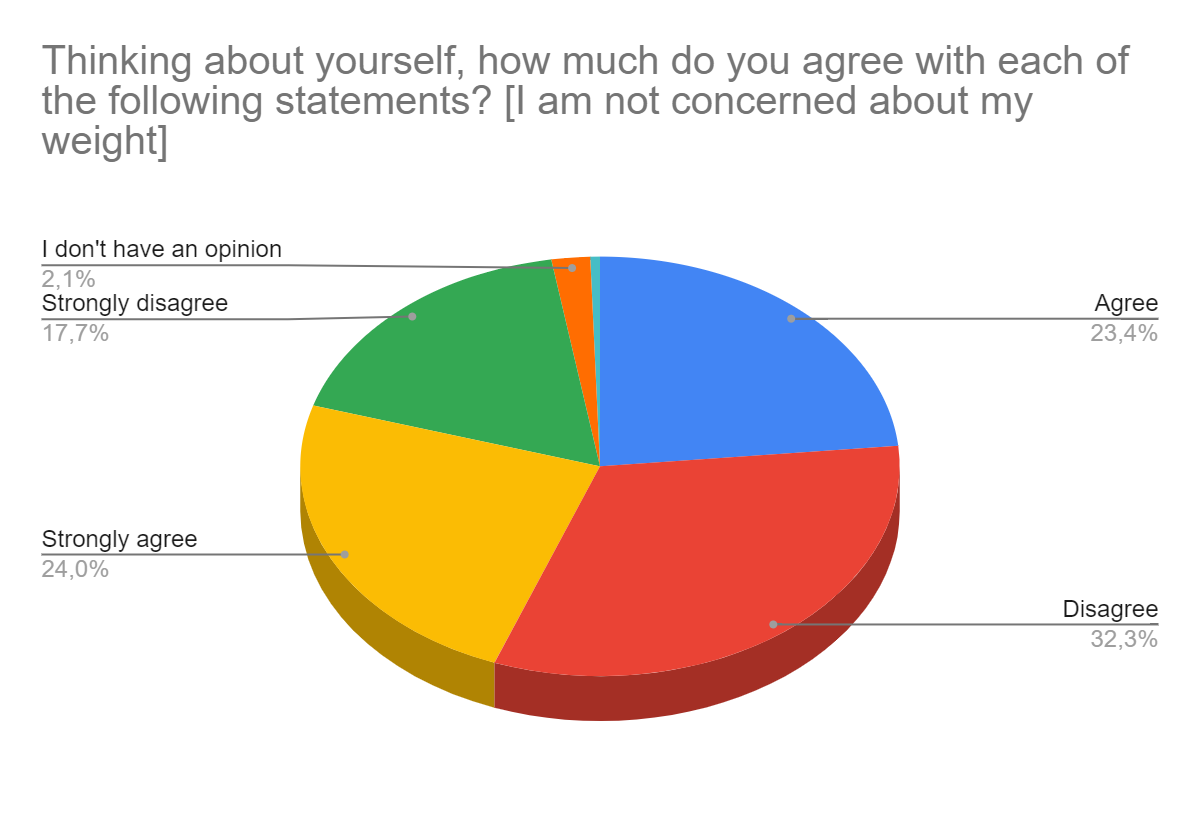 Thinking about yourself, how much do you agree with each of
the following statements? [I am not concerned about my
weight]
I don't have an opinion
2,1%
Strongly disagree
17,7%
Agree
23,4%
Strongly agree
24,0%
Disagree
32,3%